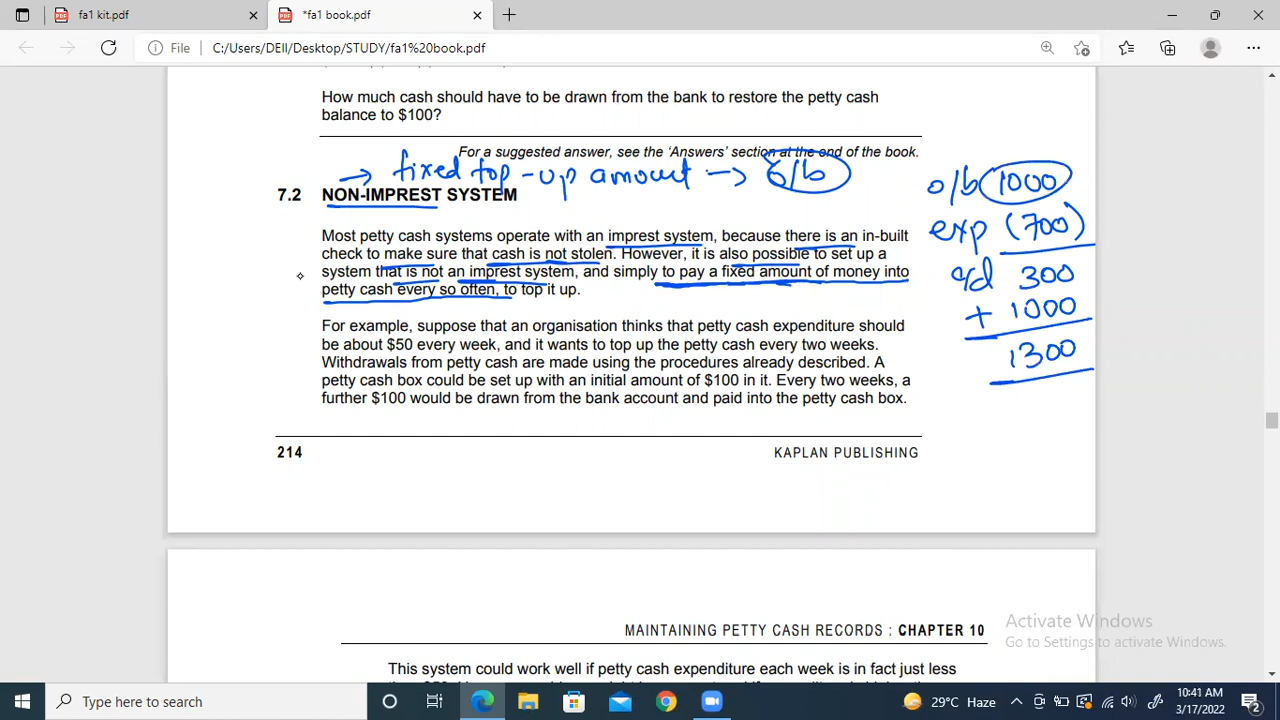 fa1 kit.pdf
*fa1 book.pdf
File
C:/Users/DEll/Desktop/STUDY/fa1%20book.pdf
How much cash should have to be drawn from the bank to restore the petty cash
balance to $100?
For a suggested answer, see the 'Answers' section at the end of the book.
→ fixed top-up amount → o/b
7.2 NON-IMPREST SYSTEM
Most petty cash systems operate with an imprest system, because there is an in-built
check to make sure that cash is not stolen. However, it is also possible to set up a
system that is not an imprest system, and simply to pay a fixed amount of money into
petty cash every so often, to top it up.
For example, suppose that an organisation thinks that petty cash expenditure should
be about $50 every week, and it wants to top up the petty cash every two weeks.
Withdrawals from petty cash are made using the procedures already described. A
petty cash box could be set up with an initial amount of $100 in it. Every two weeks, a
further $100 would be drawn from the bank account and paid into the petty cash box.
o/b 1000
exp (700)
c/d 300
+ 1000
1300
214
KAPLAN PUBLISHING
MAINTAINING PETTY CASH RECORDS : CHAPTER 10
This system could work well if petty cash expenditure each week is in fact just less
Activate Windows
Go to Settings to activate Windows.
Type here to search
29°C Haze
10:41 AM
3/17/2022
2